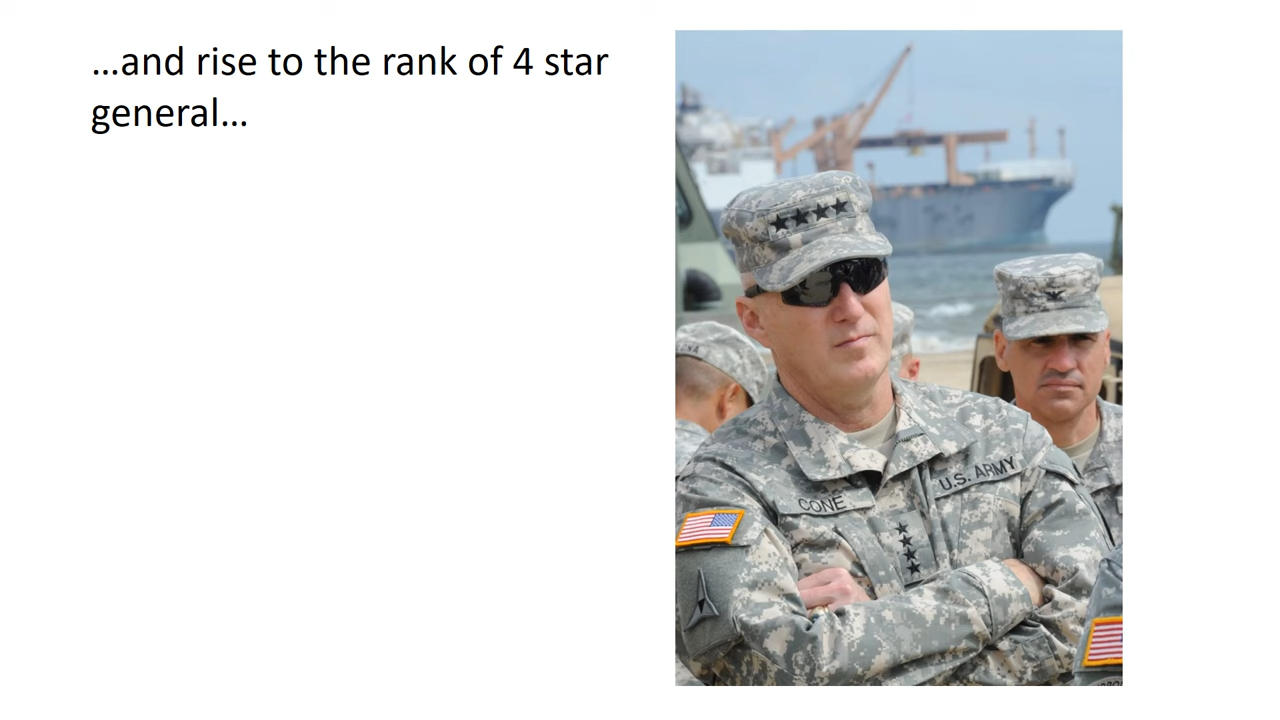 …and rise to the rank of 4 star
general…
CONE
U.S. ARMY